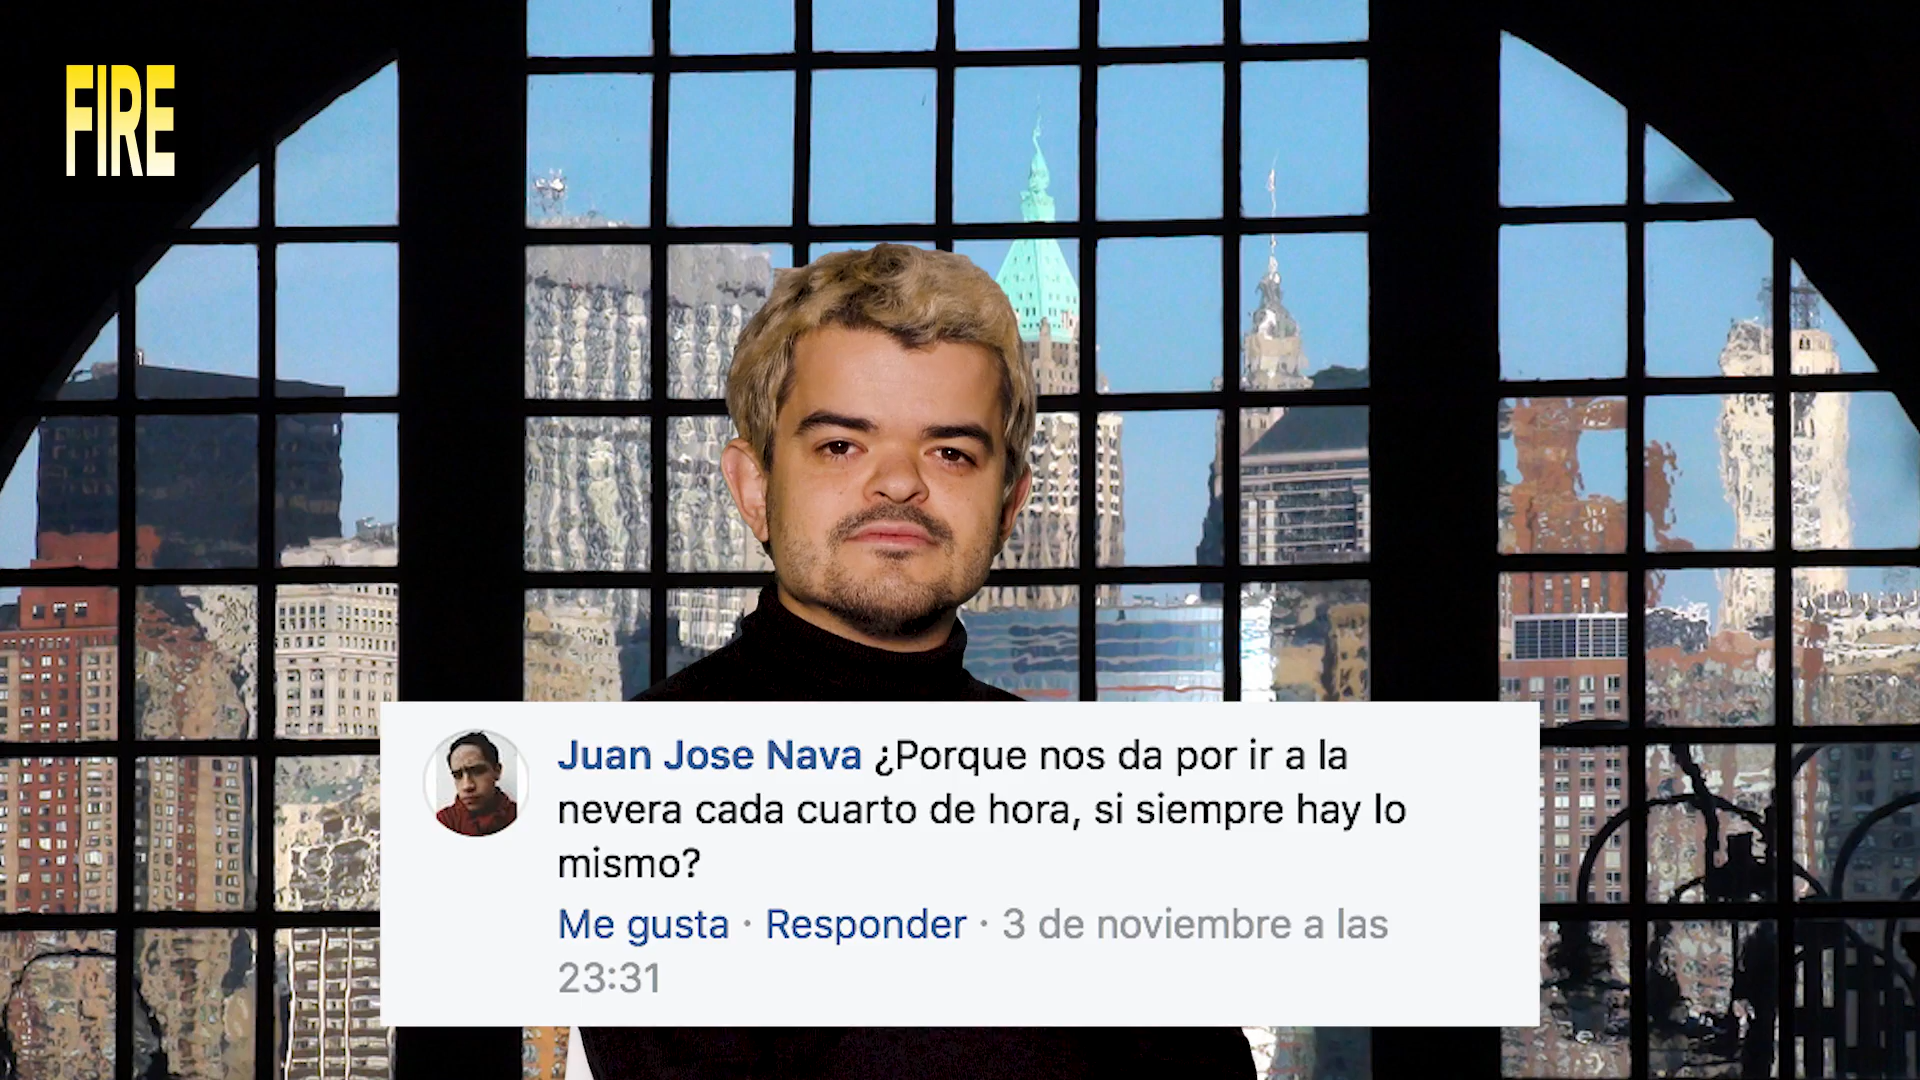 FIRE
Juan Jose Nava ¿Porque nos da por ir a la
nevera cada cuarto de hora, si siempre hay lo
mismo?
Me gusta · Responder · 3 de noviembre a las
23:31